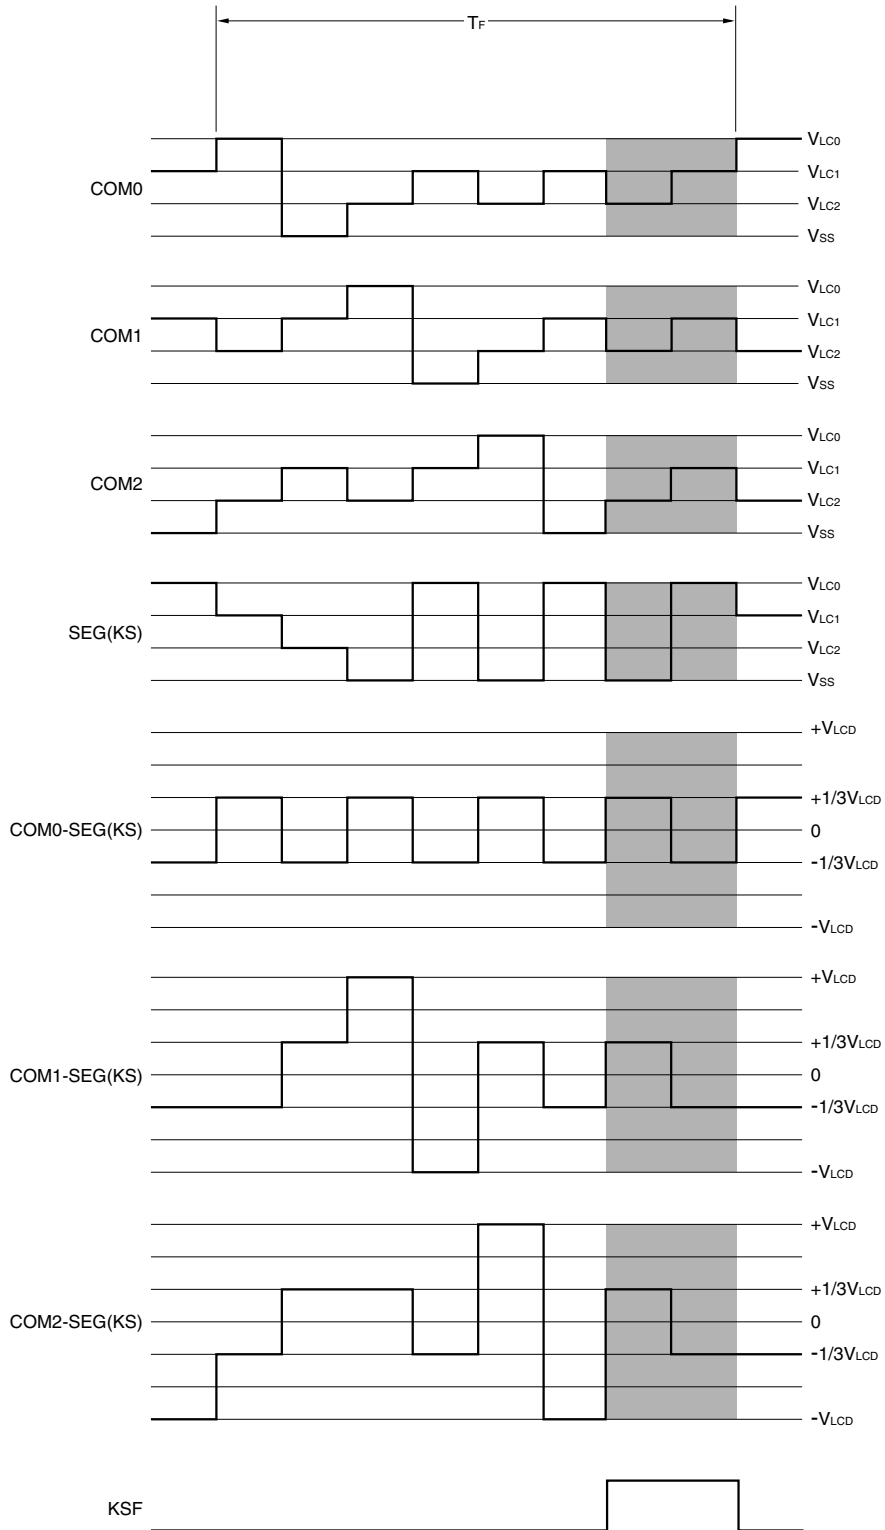 TF
VLC0
VLC1
COM0
VLC2
VSS
VLC0
VLC1
COM1
VLC2
VSS
VLC0
VLC1
COM2
VLC2
VSS
VLC0
VLC1
SEG(KS)
VLC2
VSS
+VLCD
+1/3VLCD
COM0-SEG(KS)
0
-1/3VLCD
-VLCD
+VLCD
+1/3VLCD
COM1-SEG(KS)
0
-1/3VLCD
-VLCD
+VLCD
+1/3VLCD
COM2-SEG(KS)
0
-1/3VLCD
-VLCD
KSF